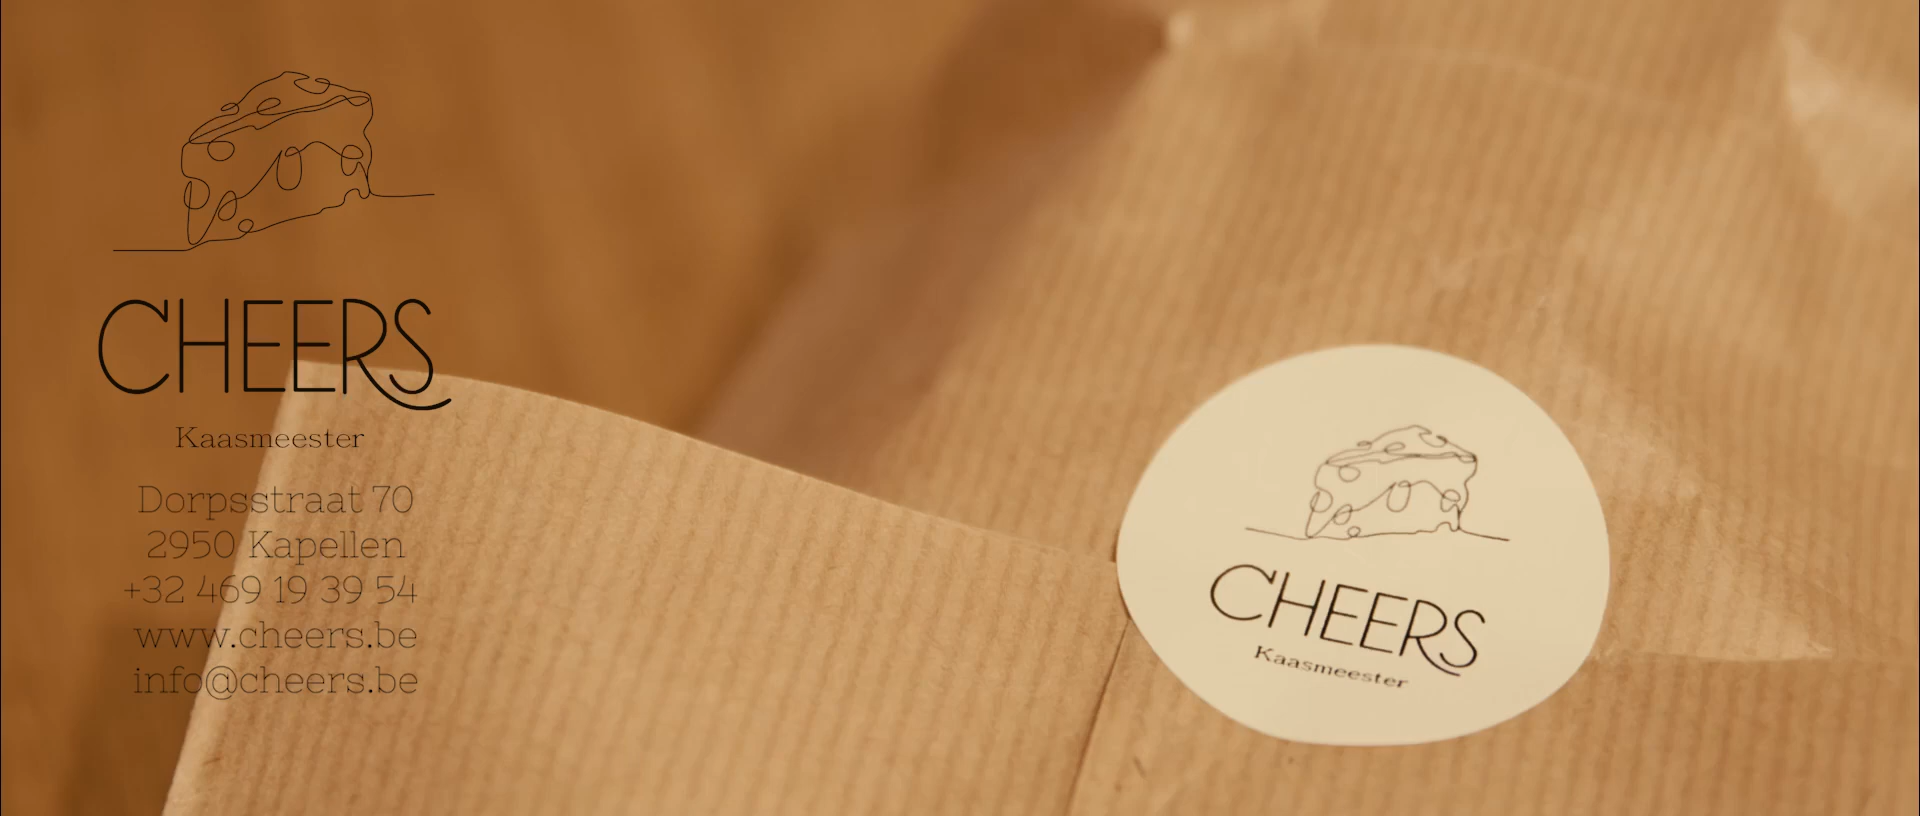 CHEERS
Kaasmeester
Dorpsstraat 70
2950 Kapellen
+32 469 19 39 54
www.cheers.be
info@cheers.be
CHEERS
Kaasmeester